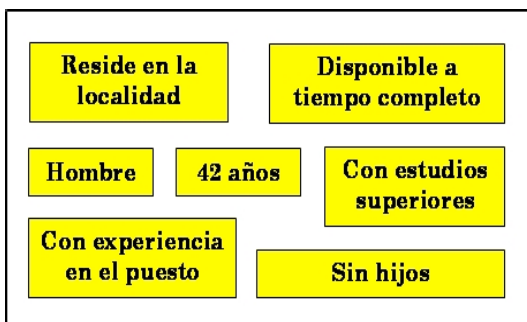 Reside en la
localidad
Disponible a
tiempo completo
Hombre
42 años
Con estudios
superiores
Con experiencia
en el puesto
Sin hijos